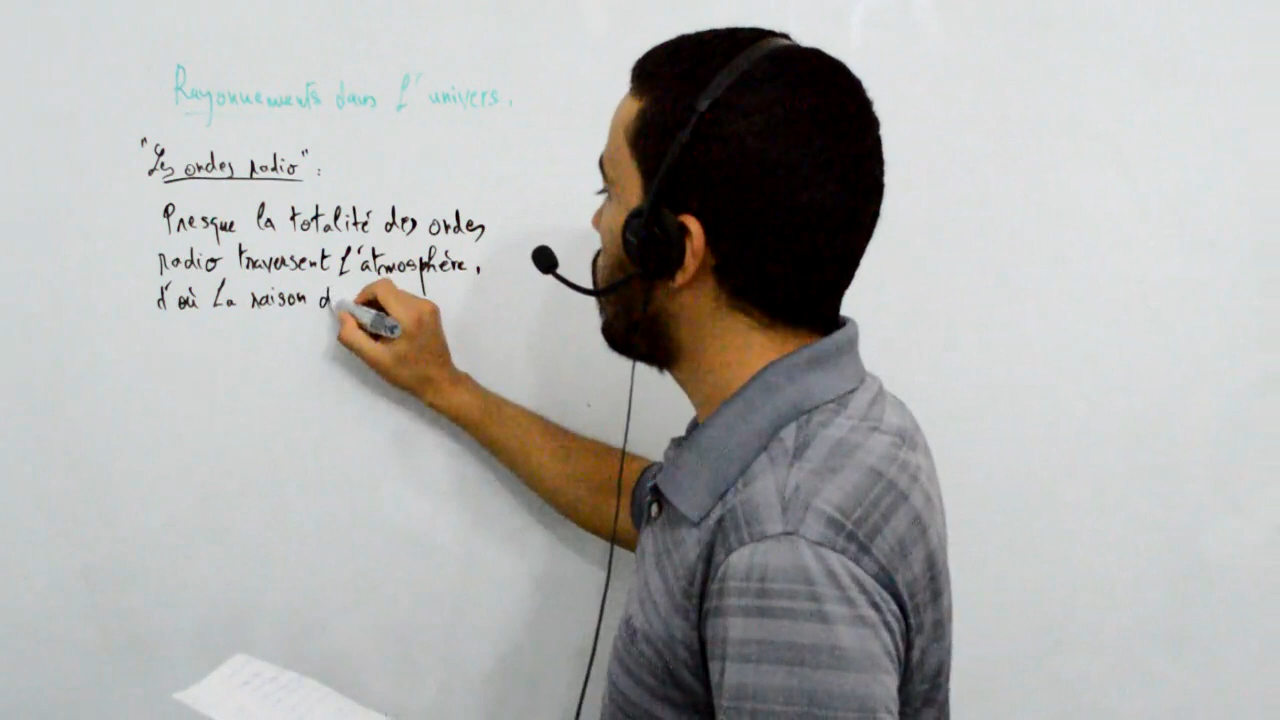 Rayonnements dans l'univers.
"Les ondes radio" :
Presque la totalité des ondes
radio traversent l'atmosphère,
d'où la raison d